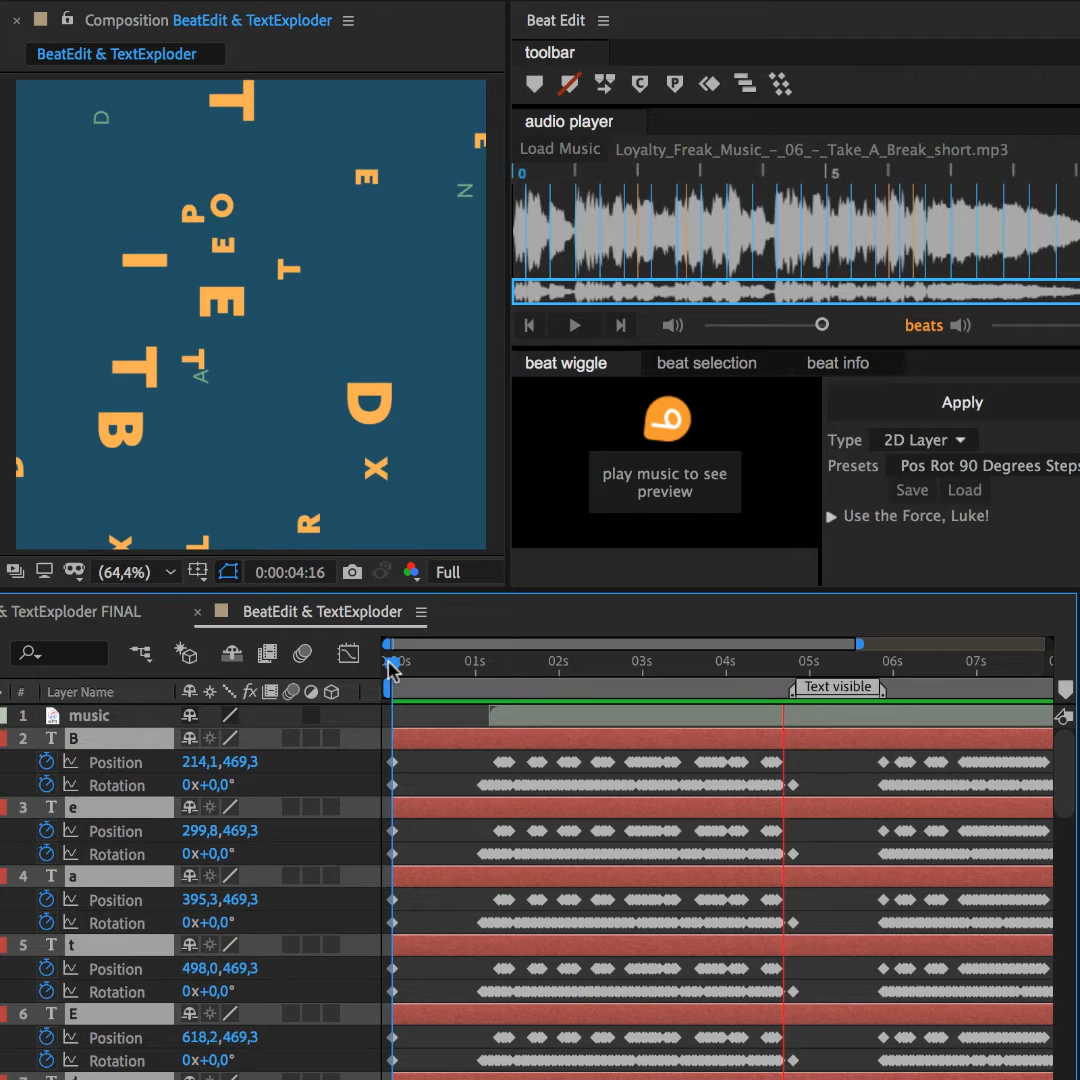 × Composition BeatEdit & TextExploder
BeatEdit & TextExploder
T
D
E
E
N
P
O
E
I
T
E
T
T
A
D
B
X
R
X
L
(64,4%)
0:00:04:16
Full
Beat Edit
toolbar
C P
audio player
Load Music Loyalty_Freak_Music_-_06_-_Take_A_Break_short.mp3
0 5
beats
beat wiggle beat selection beat info
b
play music to see
preview
Apply
Type 2D Layer
Presets Pos Rot 90 Degrees Steps
Save Load
Use the Force, Luke!
& TextExploder FINAL × BeatEdit & TextExploder
0s 01s 02s 03s 04s 05s 06s 07s
# Layer Name fx
Text visible
1 music
2 T B
Position 214,1,469,3
Rotation 0x+0,0°
3 T e
Position 299,8,469,3
Rotation 0x+0,0°
4 T a
Position 395,3,469,3
Rotation 0x+0,0°
5 T t
Position 498,0,469,3
Rotation 0x+0,0°
6 T E
Position 618,2,469,3
Rotation 0x+0,0°